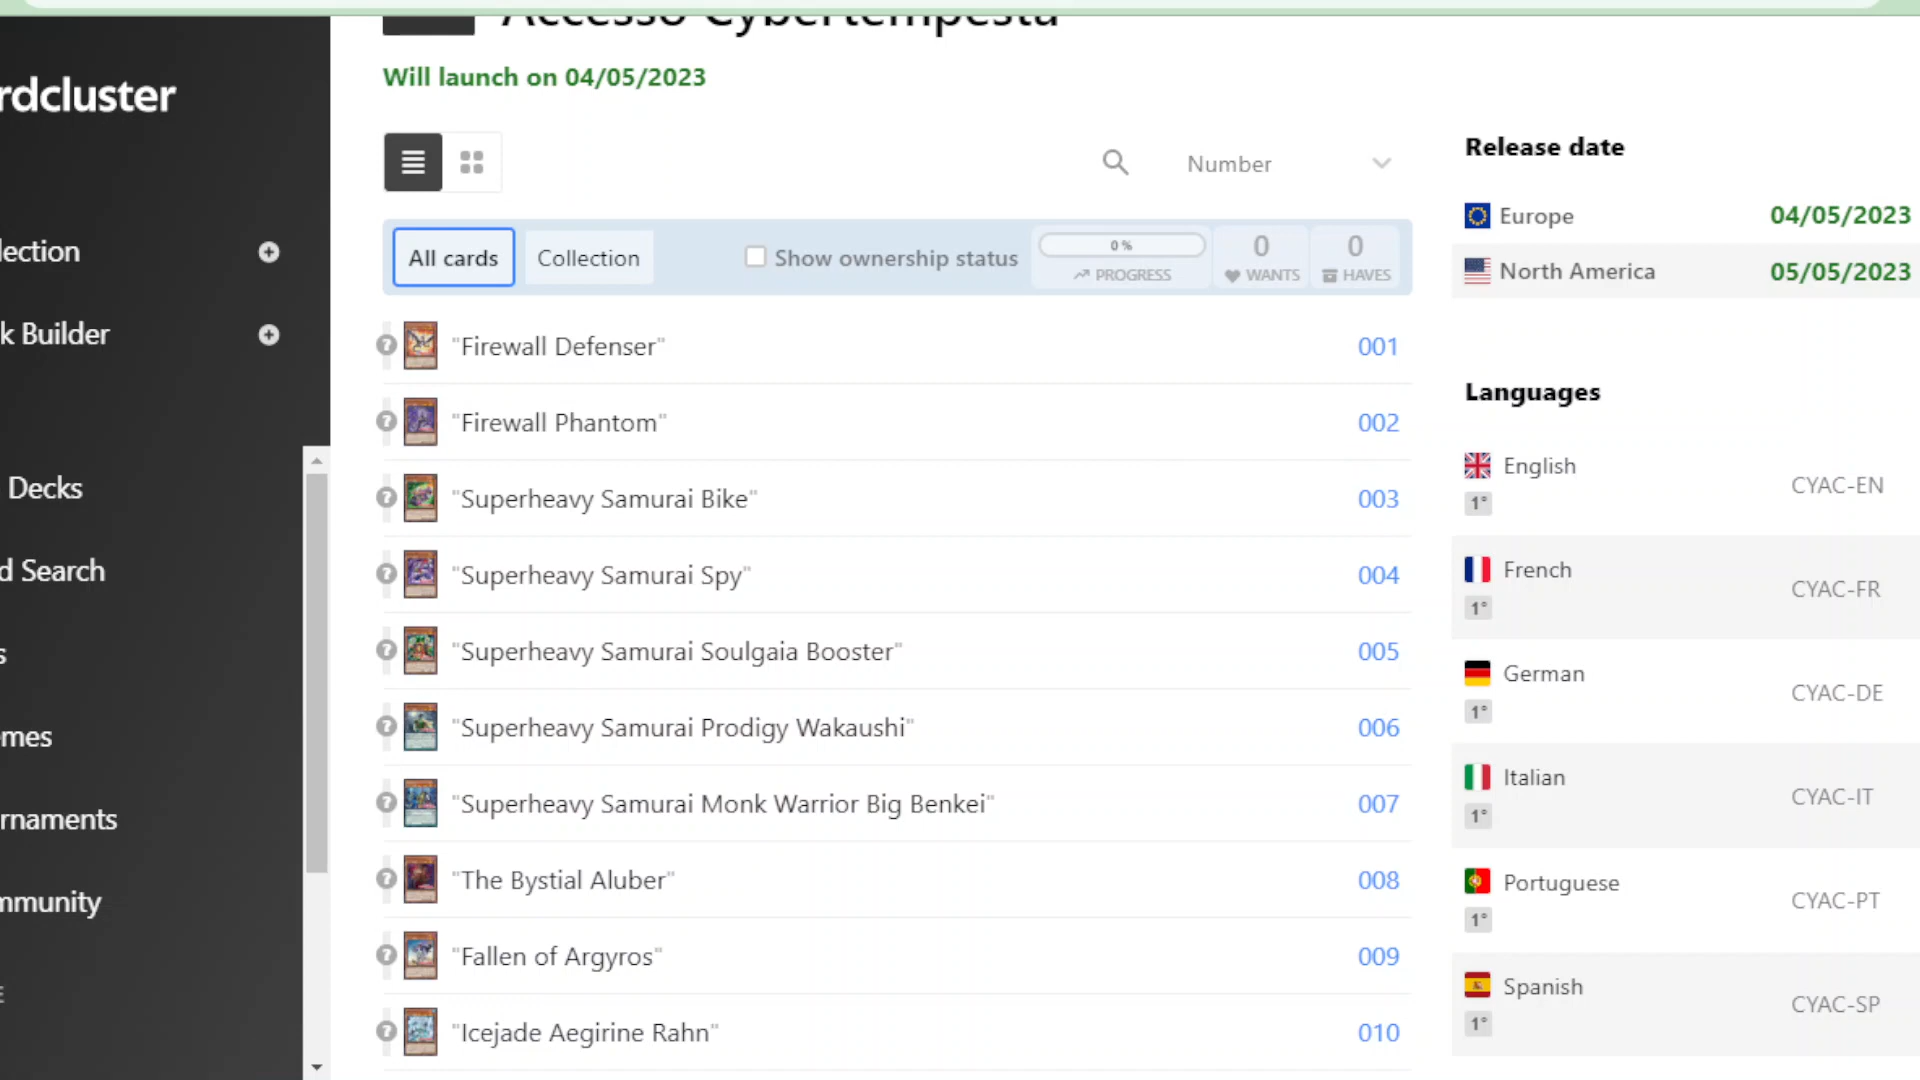 Accesso Cybertempesta
Will launch on 04/05/2023
rdcluster
lection
k Builder
Decks
d Search
s
mes
rnaments
mmunity
E
Number
All cards
Collection
Show ownership status
0 %
PROGRESS
0
WANTS
0
HAVES
"Firewall Defenser" 001
"Firewall Phantom" 002
"Superheavy Samurai Bike" 003
"Superheavy Samurai Spy" 004
"Superheavy Samurai Soulgaia Booster" 005
"Superheavy Samurai Prodigy Wakaushi" 006
"Superheavy Samurai Monk Warrior Big Benkei" 007
"The Bystial Aluber" 008
"Fallen of Argyros" 009
"Icejade Aegirine Rahn" 010
Release date
Europe 04/05/2023
North America 05/05/2023
Languages
English
1° CYAC-EN
French
1° CYAC-FR
German
1° CYAC-DE
Italian
1° CYAC-IT
Portuguese
1° CYAC-PT
Spanish
1° CYAC-SP